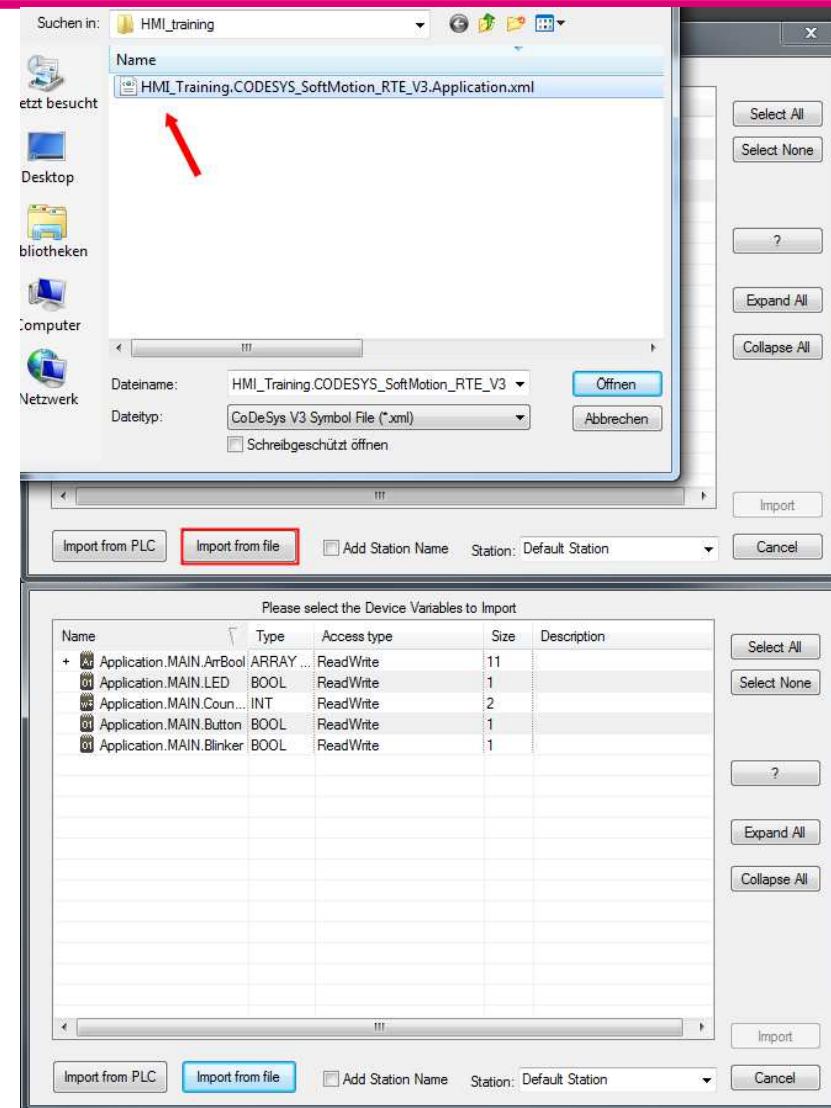 Suchen in: HMI_training
Name
HMI_Training.CODESYS_SoftMotion_RTE_V3.Application.xml
etzt besucht
Desktop
bliotheken
Computer
Netzwerk
Dateiname: HMI_Training.CODESYS_SoftMotion_RTE_V3 Öffnen
Dateityp: CoDeSys V3 Symbol File (*.xml) Abbrechen
Schreibgeschützt öffnen
X
Select All
Select None
?
Expand All
Collapse All
Import
Import from PLC Import from file Add Station Name Station: Default Station Cancel
Please select the Device Variables to Import
Name Type Access type Size Description
+ Ar Application.MAIN.ArrBool ARRAY ... ReadWrite 11
01 Application.MAIN.LED BOOL ReadWrite 1
Application.MAIN.Coun... INT ReadWrite 2
01 Application.MAIN.Button BOOL ReadWrite 1
01 Application.MAIN.Blinker BOOL ReadWrite 1
Select All
Select None
?
Expand All
Collapse All
Import
Import from PLC Import from file Add Station Name Station: Default Station Cancel